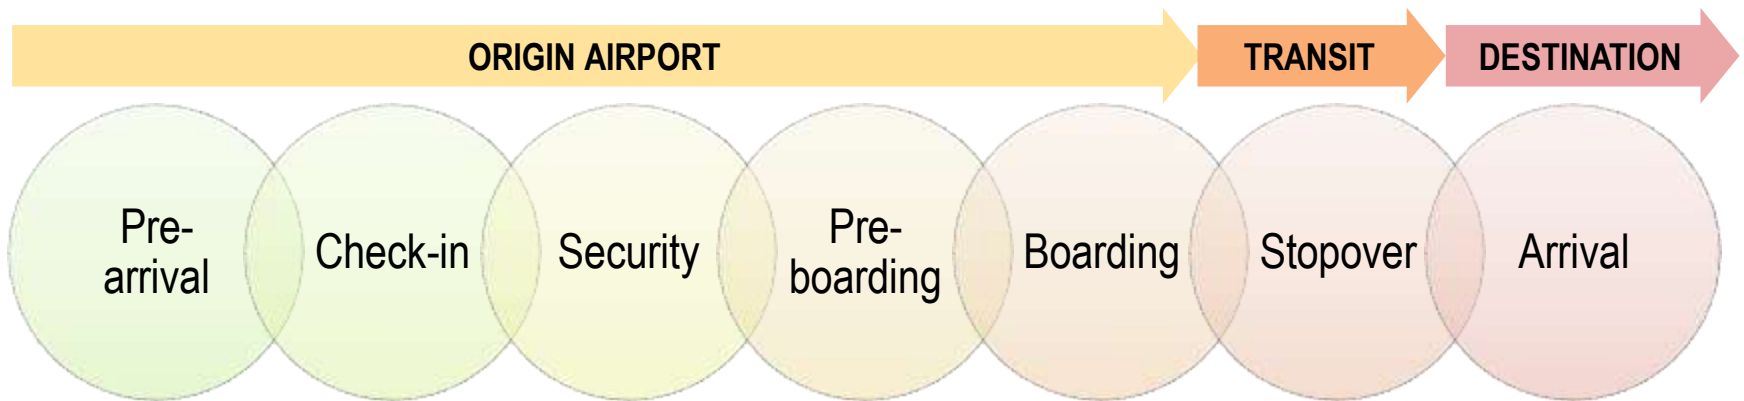 ORIGIN AIRPORT
TRANSIT
DESTINATION
Pre-
arrival
Check-in
Security
Pre-
boarding
Boarding
Stopover
Arrival